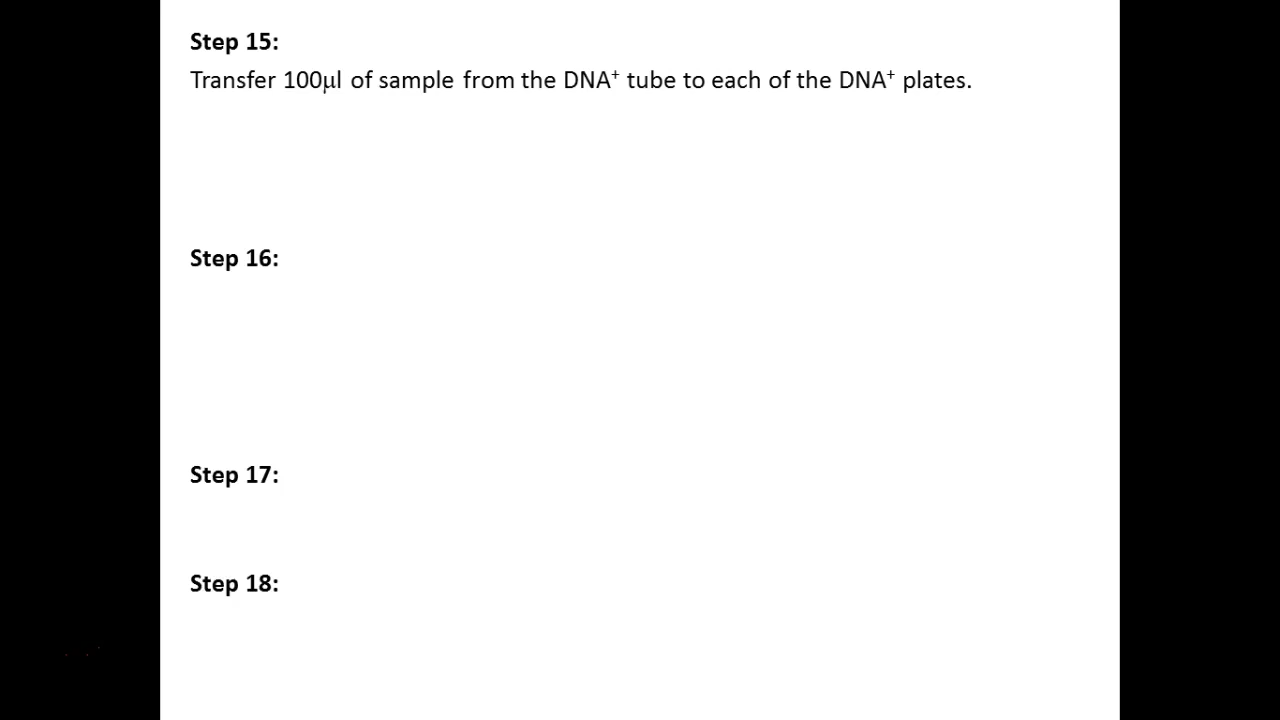 Step 15:
Transfer 100µl of sample from the DNA⁺ tube to each of the DNA⁺ plates.
Step 16:
Step 17:
Step 18: